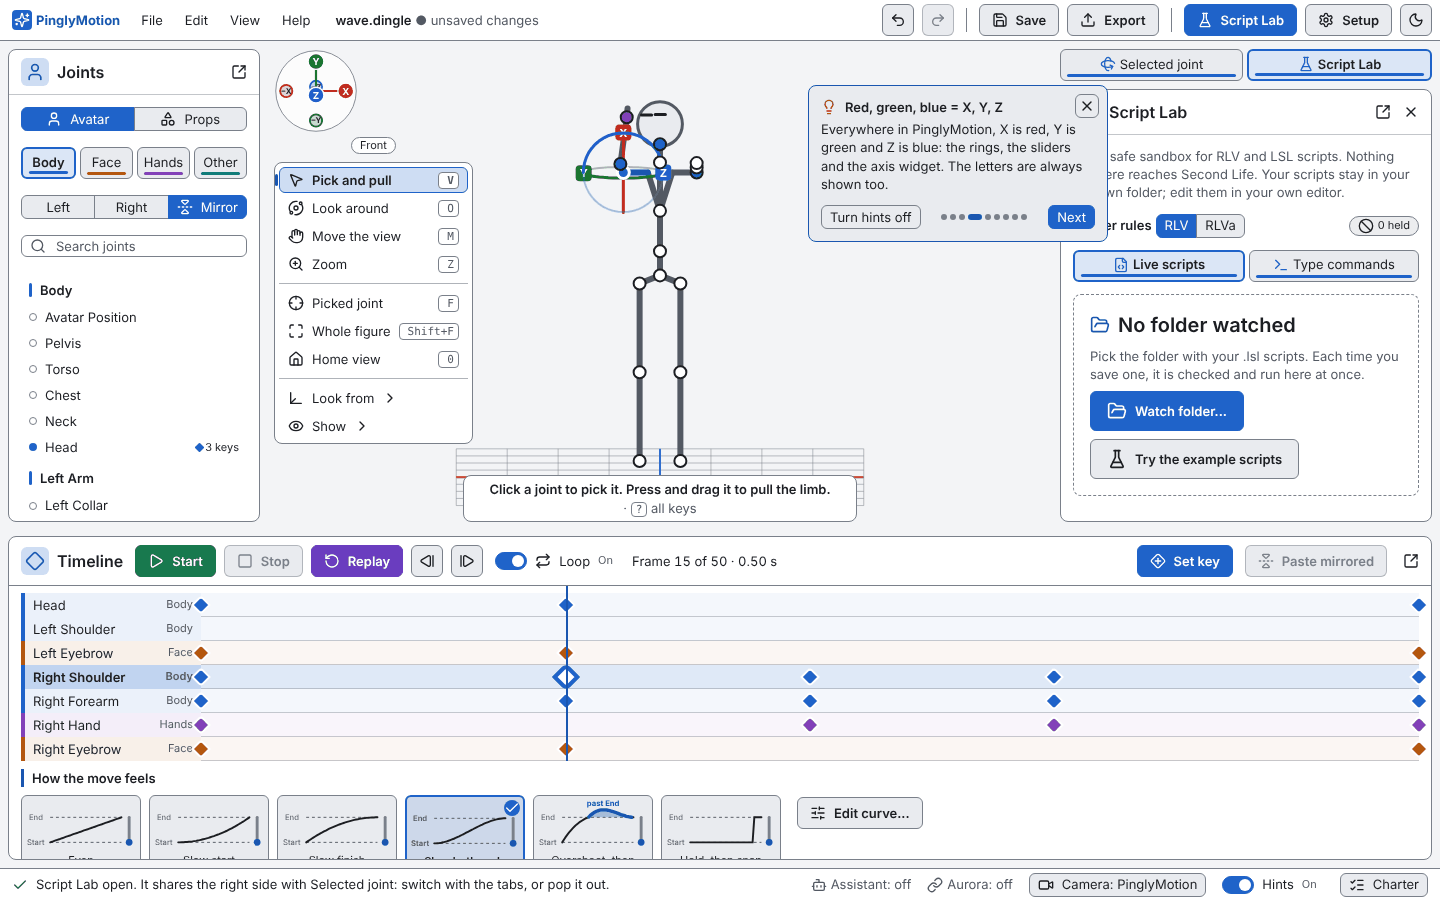 PinglyMotion File Edit View Help wave.dingle unsaved changes Save Export Script Lab Setup
Joints
Avatar Props
Body Face Hands Other
Left Right Mirror
Search joints
Body
Avatar Position
Pelvis
Torso
Chest
Neck
Head 3 keys
Left Arm
Left Collar
Y
-X Z X
-Y
Front
Pick and pull V
Look around O
Move the view M
Zoom Z
Picked joint F
Whole figure Shift+F
Home view 0
Look from
Show
X
Y Z
Click a joint to pick it. Press and drag it to pull the limb.
· ? all keys
Red, green, blue = X, Y, Z
Everywhere in PinglyMotion, X is red, Y is
green and Z is blue: the rings, the sliders
and the axis widget. The letters are always
shown too.
Turn hints off Next
Selected joint Script Lab
Script Lab
safe sandbox for RLV and LSL scripts. Nothing
ere reaches Second Life. Your scripts stay in your
wn folder; edit them in your own editor.
er rules RLV RLVa 0 held
Live scripts Type commands
No folder watched
Pick the folder with your .lsl scripts. Each time you
save one, it is checked and run here at once.
Watch folder...
Try the example scripts
Timeline Start Stop Replay Loop On Frame 15 of 50 · 0.50 s Set key Paste mirrored
Head Body
Left Shoulder Body
Left Eyebrow Face
Right Shoulder Body
Right Forearm Body
Right Hand Hands
Right Eyebrow Face
How the move feels
End Start
End Start
End Start
End Start
past End End Start
End Start
Edit curve...
Script Lab open. It shares the right side with Selected joint: switch with the tabs, or pop it out. Assistant: off Aurora: off Camera: PinglyMotion Hints On Charter